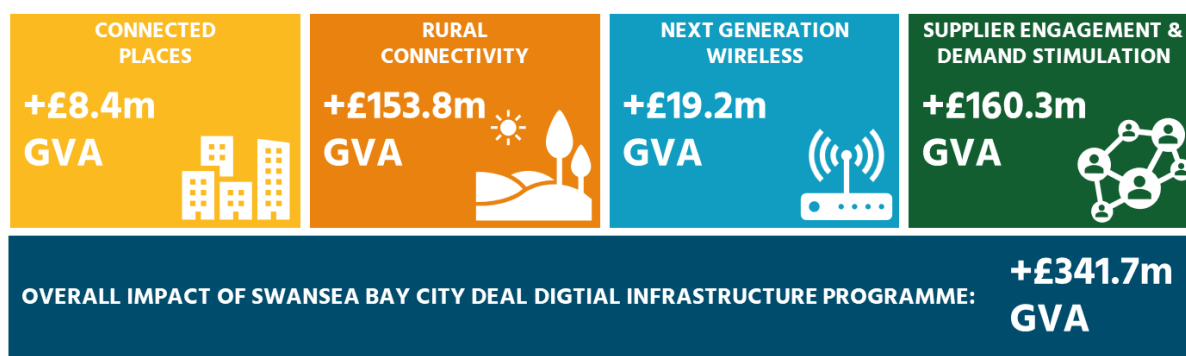 CONNECTED
PLACES
+£8.4m
GVA
RURAL
CONNECTIVITY
+£153.8m
GVA
NEXT GENERATION
WIRELESS
+£19.2m
GVA
SUPPLIER ENGAGEMENT &
DEMAND STIMULATION
+£160.3m
GVA
OVERALL IMPACT OF SWANSEA BAY CITY DEAL DIGTIAL INFRASTRUCTURE PROGRAMME:
+£341.7m
GVA